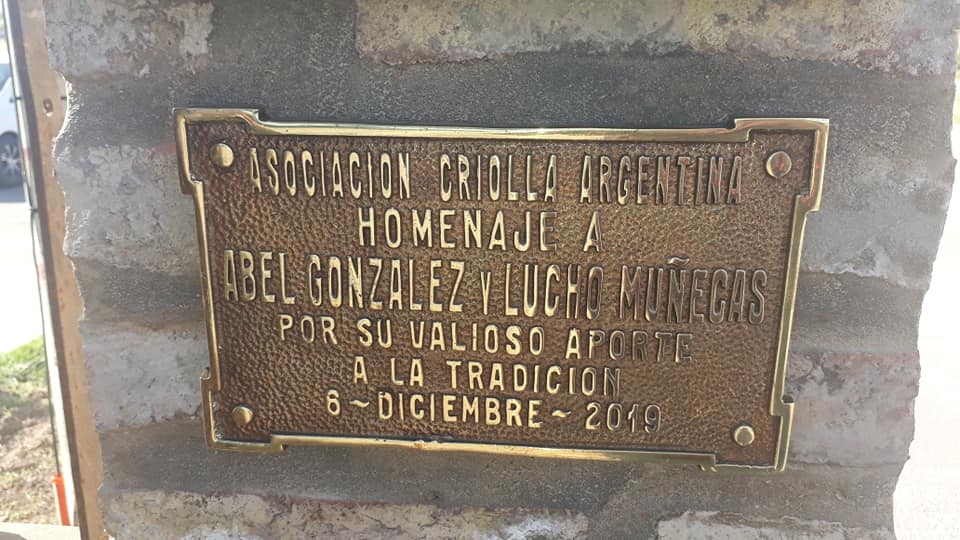 ASOCIACION CRIOLLA ARGENTINA
HOMENAJE A
ABEL GONZALEZ Y LUCHO MUÑECAS
POR SU VALIOSO APORTE
A LA TRADICION
6~DICIEMBRE~2019